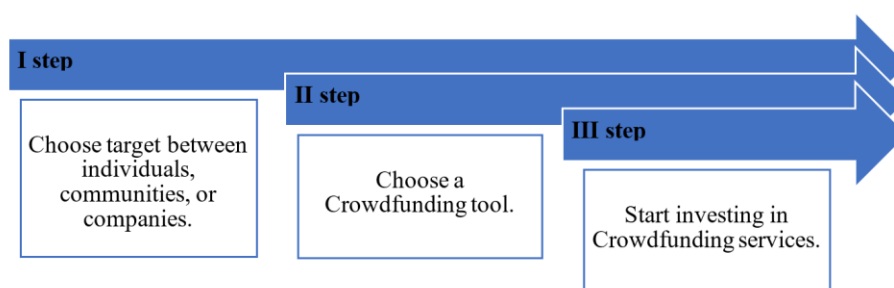 I step
Choose target between
individuals,
communities, or
companies.
II step
Choose a
Crowdfunding tool.
III step
Start investing in
Crowdfunding services.